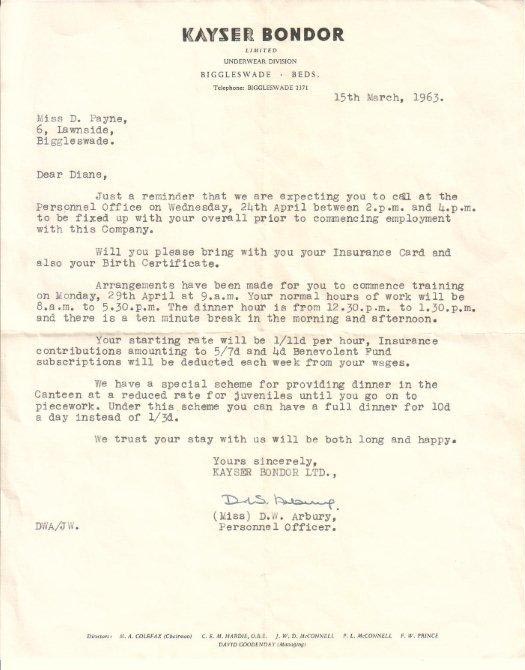 KAYSER BONDOR
LIMITED
UNDERWEAR DIVISION
BIGGLESWADE · BEDS.
Telephone: BIGGLESWADE 3371
15th March, 1963.
Miss D. Payne,
6, Lawnside,
Biggleswade.
Dear Diane,
Just a reminder that we are expecting you to call at the
Personnel Office on Wednesday, 24th April between 2.p.m. and 4.p.m.
to be fixed up with your overall prior to commencing employment
with this Company.
Will you please bring with you your Insurance Card and
also your Birth Certificate.
Arrangements have been made for you to commence training
on Monday, 29th April at 9.a.m. Your normal hours of work will be
8.a.m. to 5.30.p.m. The dinner hour is from 12.30.p.m. to 1.30.p.m.
and there is a ten minute break in the morning and afternoon.
Your starting rate will be 1/11d per hour, Insurance
contributions amounting to 5/7d and 4d Benevolent Fund
subscriptions will be deducted each week from your wages.
We have a special scheme for providing dinner in the
Canteen at a reduced rate for juveniles until you go on to
piecework. Under this scheme you can have a full dinner for 10d
a day instead of 1/3d.
We trust your stay with us will be both long and happy.
Yours sincerely,
KAYSER BONDOR LTD.,
D.W. Arbury.
(Miss) D.W. Arbury,
DWA/JW. Personnel Officer.
Directors: M. A. COLEFAX (Chairman) C. E. M. HARDIE, O.B.E. J. W. D. McCONNELL P. L. McCONNELL F. W. PRINCE
DAVID GOODENDAY (Managing)